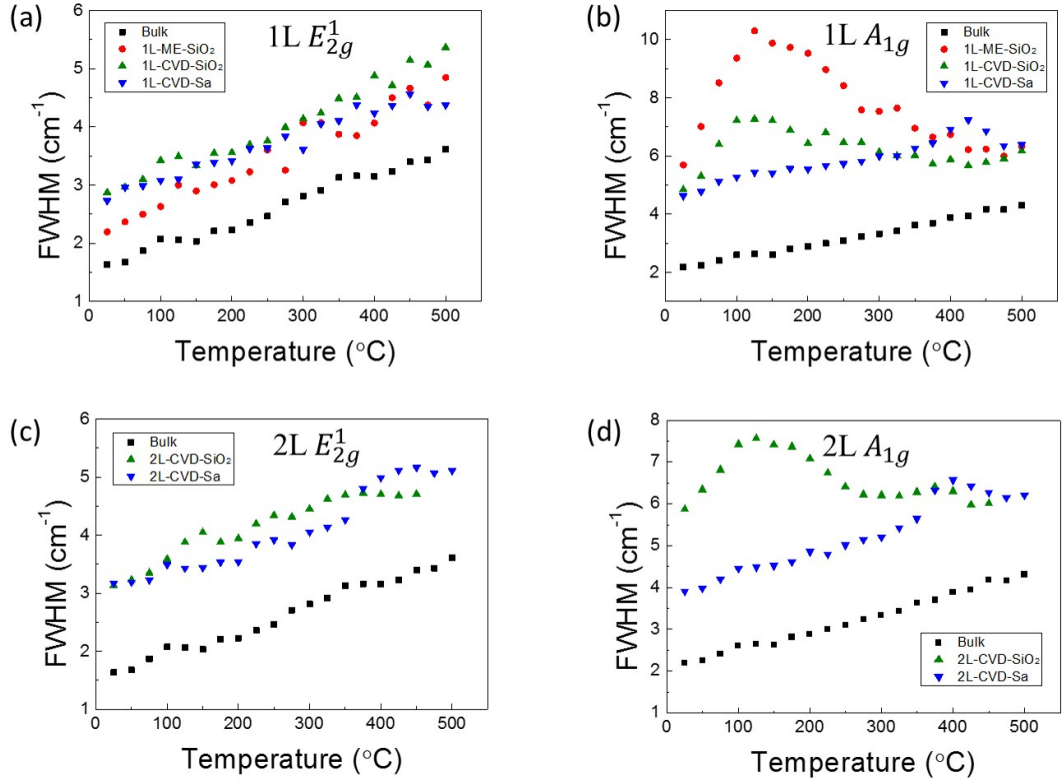 (a)
1L E¹₂g
Bulk
1L-ME-SiO₂
1L-CVD-SiO₂
1L-CVD-Sa
6
5
4
3
2
1
FWHM (cm⁻¹)
0 100 200 300 400 500
Temperature (°C)
(b)
1L A₁g
Bulk
1L-ME-SiO₂
1L-CVD-SiO₂
1L-CVD-Sa
10
8
6
4
2
FWHM (cm⁻¹)
0 100 200 300 400 500
Temperature (°C)
(c)
2L E¹₂g
Bulk
2L-CVD-SiO₂
2L-CVD-Sa
6
5
4
3
2
1
FWHM (cm⁻¹)
0 100 200 300 400 500
Temperature (°C)
(d)
2L A₁g
8
7
6
5
4
3
2
1
FWHM (cm⁻¹)
Bulk
2L-CVD-SiO₂
2L-CVD-Sa
0 100 200 300 400 500
Temperature (°C)